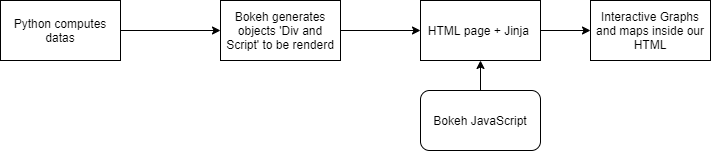 Python computes
datas
Bokeh generates
objects 'Div and
Script' to be renderd
HTML page + Jinja
Interactive Graphs
and maps inside our
HTML
Bokeh JavaScript